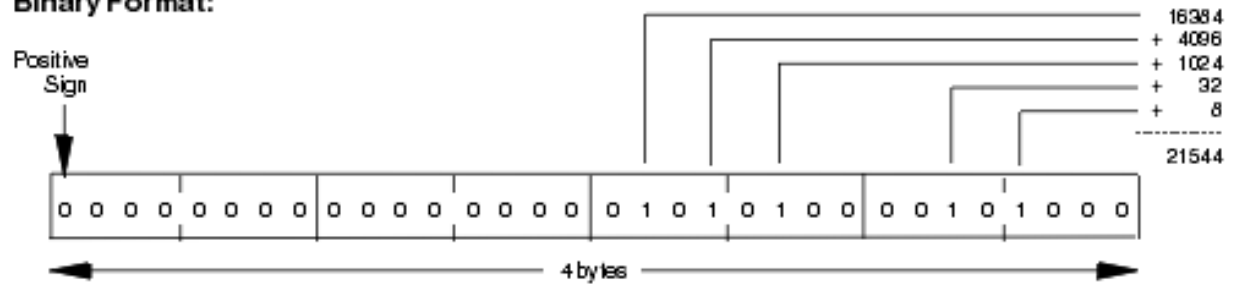 Binary Format:
16384
+ 4096
+ 1024
+ 32
+ 8
21544
Positive
Sign
0 0 0 0 0 0 0 0 0 0 0 0 0 0 0 0 0 1 0 1 0 1 0 0 0 0 1 0 1 0 0 0
4 bytes